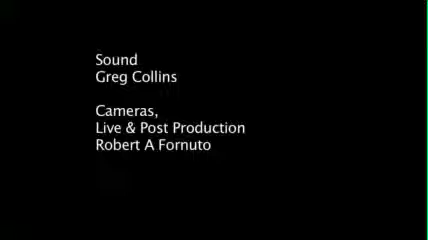 Sound
Greg Collins
Cameras,
Live & Post Production
Robert A Fornuto